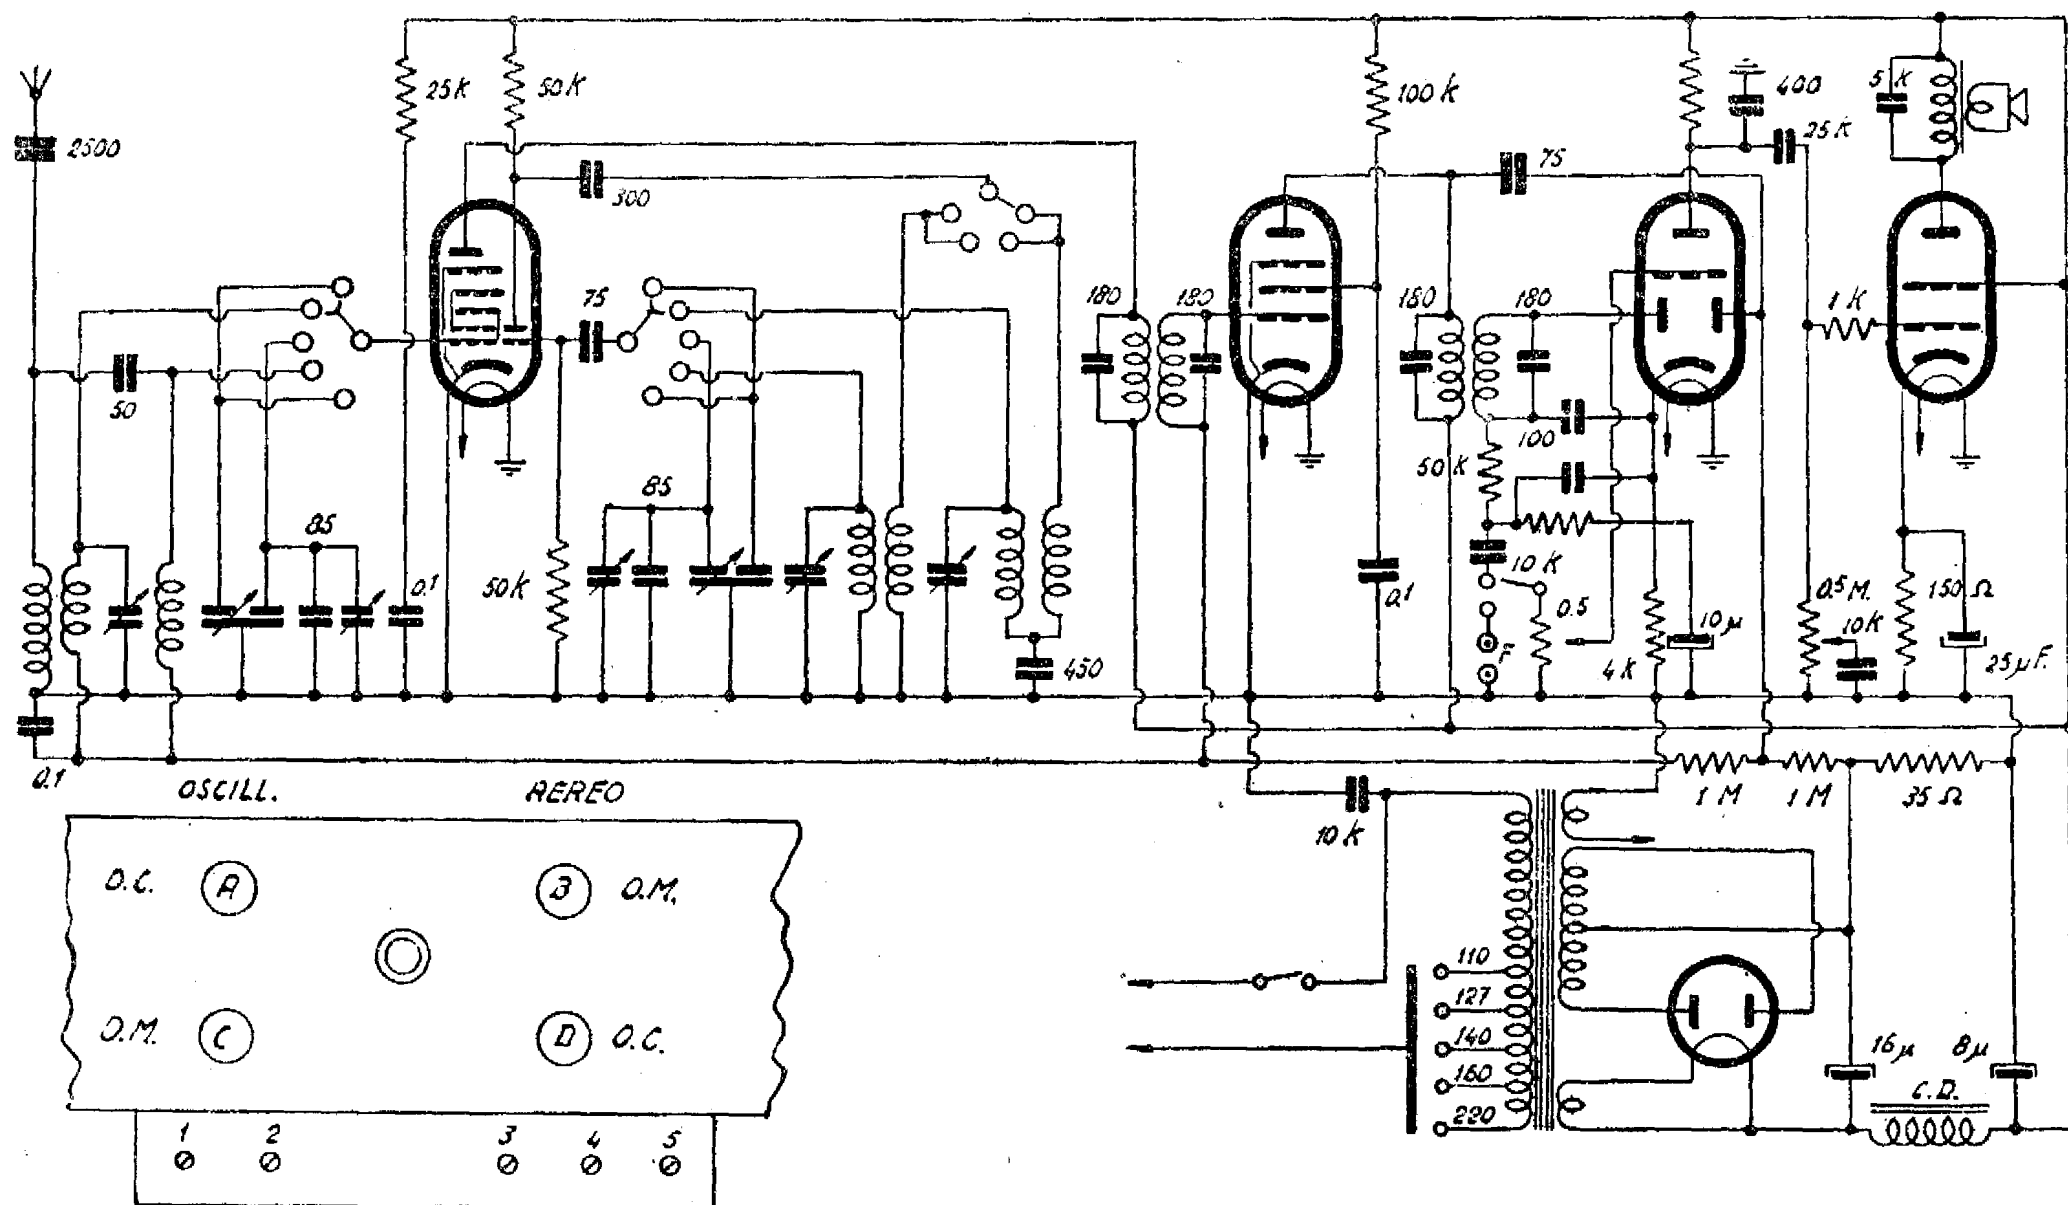 25 K
50 K
100 K
400
5 K
2500
25 K
75
300
75
180
180
180
180
1 K
50
100
50 K
85
85
10 K
0.1
50K
0.1
0.5
0.5 M.
150 Ω
10 µ
10 K
F
4 K
25 µF.
450
0.1
OSCILL.
AEREO
1 M
1 M
35 Ω
10 K
O.C.
A
B
O.M.
110
127
O.M.
C
D
O.C.
140
160
220
16 µ
8 µ
C.D.
1
2
3
4
5